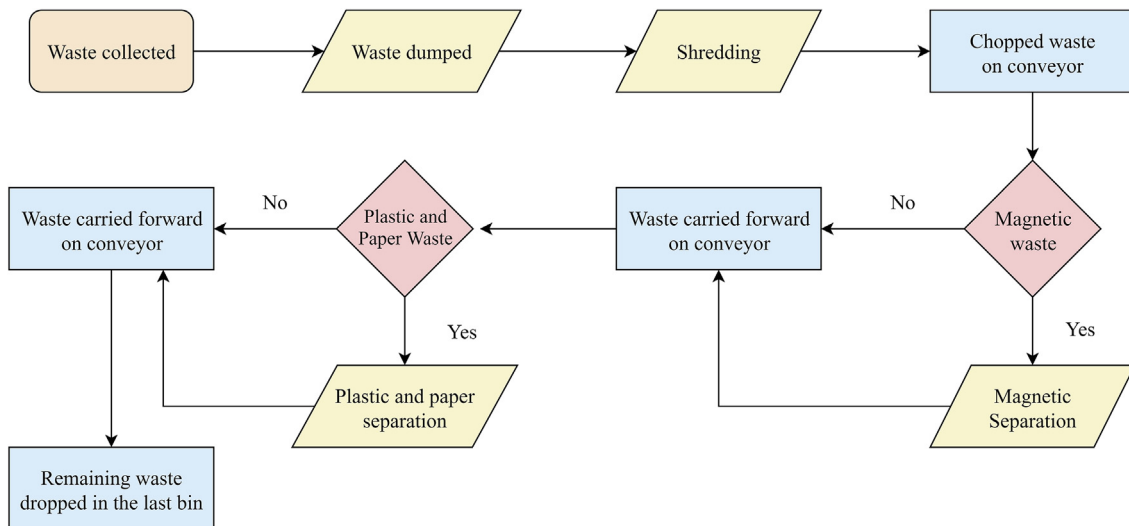 Waste collected
Waste dumped
Shredding
Chopped waste
on conveyor
Magnetic
waste
No
Yes
Magnetic
Separation
Waste carried forward
on conveyor
Plastic and
Paper Waste
No
Yes
Plastic and paper
separation
Waste carried forward
on conveyor
Remaining waste
dropped in the last bin